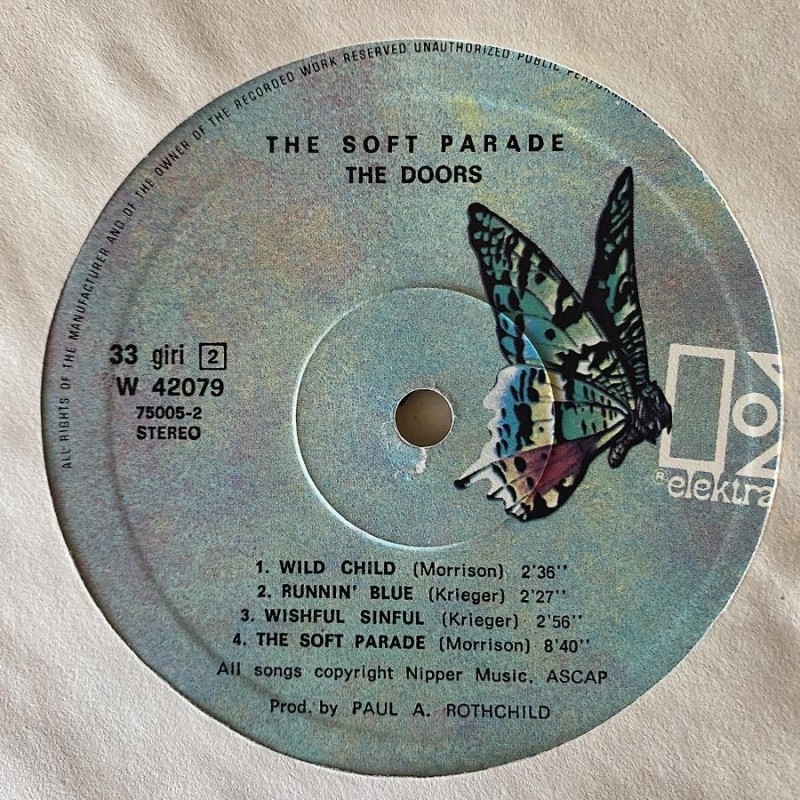 ALL RIGHTS OF THE MANUFACTURER AND OF THE OWNER OF THE RECORDED WORK RESERVED UNAUTHORIZED PUBLIC
THE SOFT PARADE
THE DOORS
33 giri 2
W 42079
75005-2
STEREO
® elektra
1. WILD CHILD (Morrison) 2'36''
2. RUNNIN' BLUE (Krieger) 2'27''
3. WISHFUL SINFUL (Krieger) 2'56''
4. THE SOFT PARADE (Morrison) 8'40''
All songs copyright Nipper Music, ASCAP
Prod. by PAUL A. ROTHCHILD